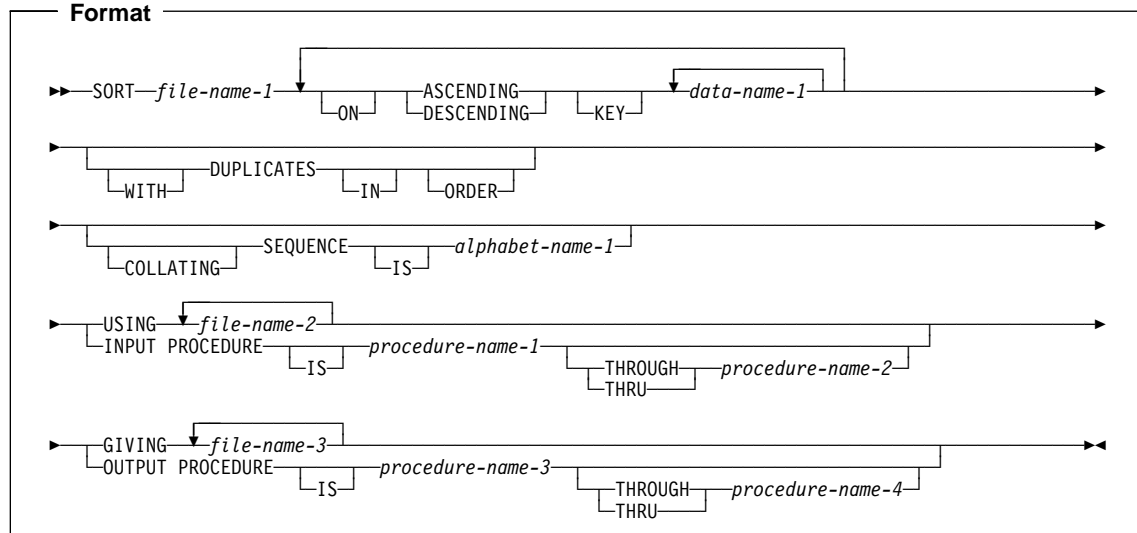 Format
SORT file-name-1 ASCENDING data-name-1
ON DESCENDING KEY
DUPLICATES
WITH IN ORDER
SEQUENCE alphabet-name-1
COLLATING IS
USING file-name-2
INPUT PROCEDURE procedure-name-1
IS THROUGH procedure-name-2
THRU
GIVING file-name-3
OUTPUT PROCEDURE procedure-name-3
IS THROUGH procedure-name-4
THRU